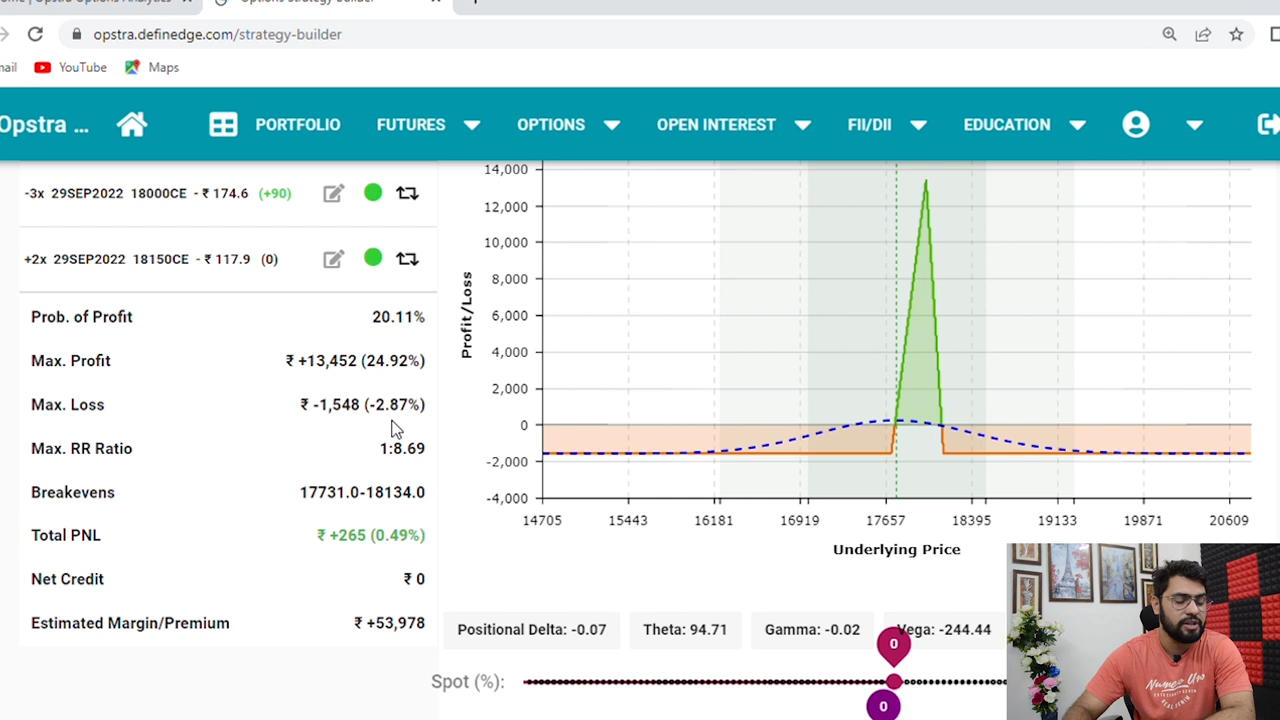 opstra.definedge.com/strategy-builder
YouTube Maps
Opstra ... PORTFOLIO FUTURES OPTIONS OPEN INTEREST FII/DII EDUCATION
-3x 29SEP2022 18000CE - ₹ 174.6 (+90)
+2x 29SEP2022 18150CE - ₹ 117.9 (0)
Prob. of Profit 20.11%
Max. Profit ₹ +13,452 (24.92%)
Max. Loss ₹ -1,548 (-2.87%)
Max. RR Ratio 1:8.69
Breakevens 17731.0-18134.0
Total PNL ₹ +265 (0.49%)
Net Credit ₹ 0
Estimated Margin/Premium ₹ +53,978
Profit/Loss
14,000
12,000
10,000
8,000
6,000
4,000
2,000
0
-2,000
-4,000
14705 15443 16181 16919 17557 18395 19133 19871 20609
Underlying Price
Positional Delta: -0.07 Theta: 94.71 Gamma: -0.02 Vega: -244.44
0
Spot (%):
0